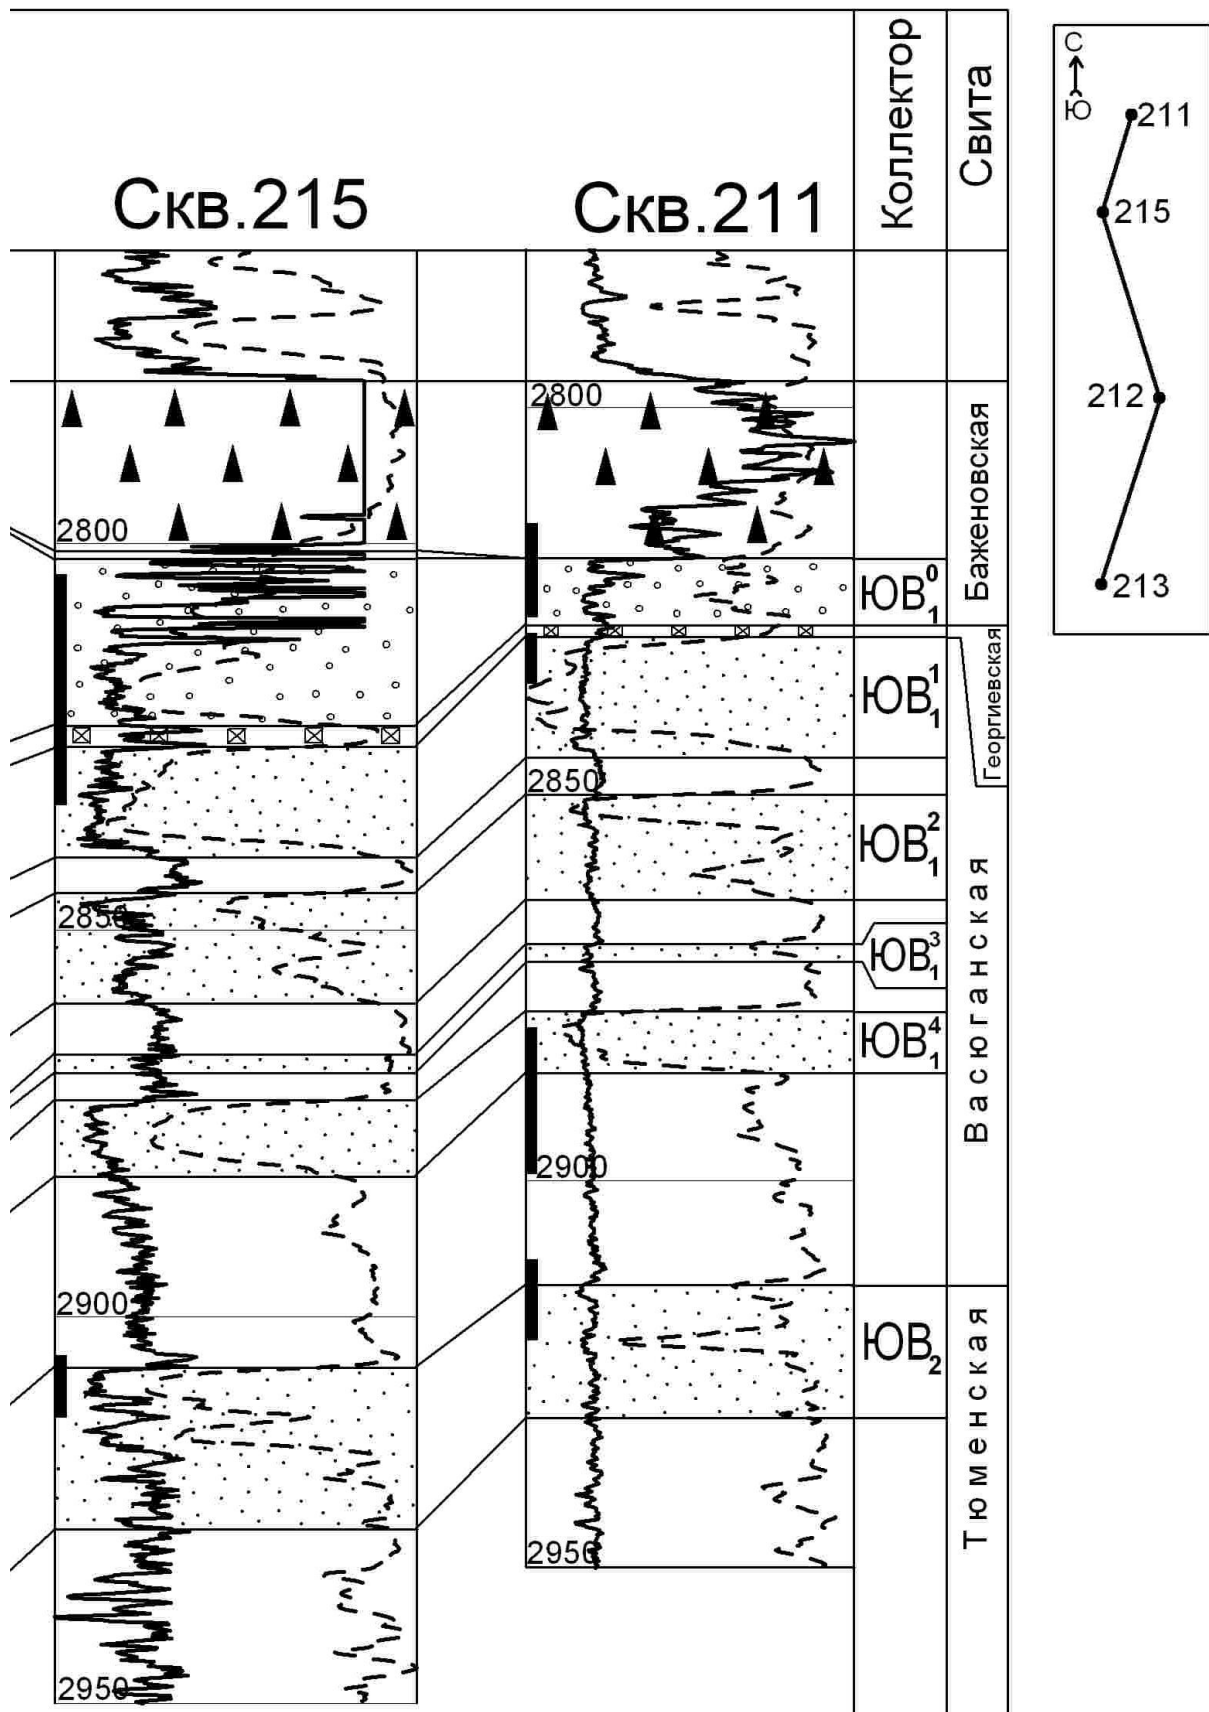 Скв.215
Скв.211
Коллектор
Свита
2800
2850
2900
2950
2800
2850
2900
2950
ЮВ₁⁰
ЮВ₁¹
ЮВ₁²
ЮВ₁³
ЮВ₁⁴
ЮВ₂
Баженовская
Георгиевская
Васюганская
Тюменская
С
Ю
211
215
212
213